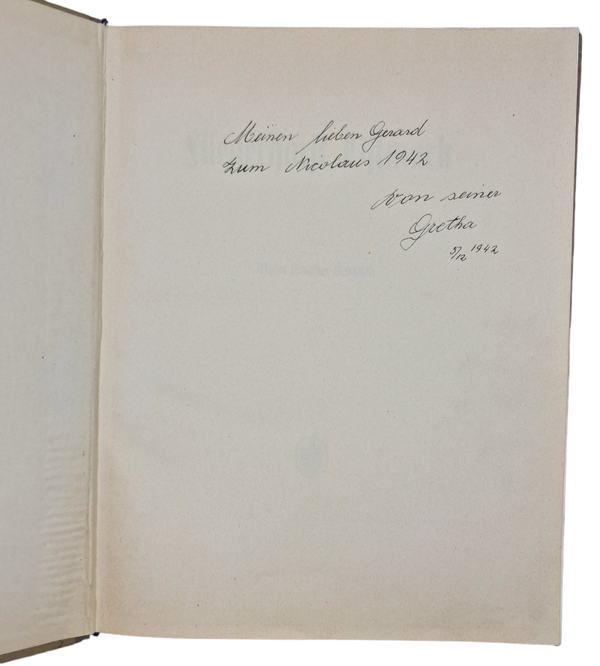 Meinen lieben Gerard
zum Nicolaus 1942
von seiner
Gretha
5/12 1942